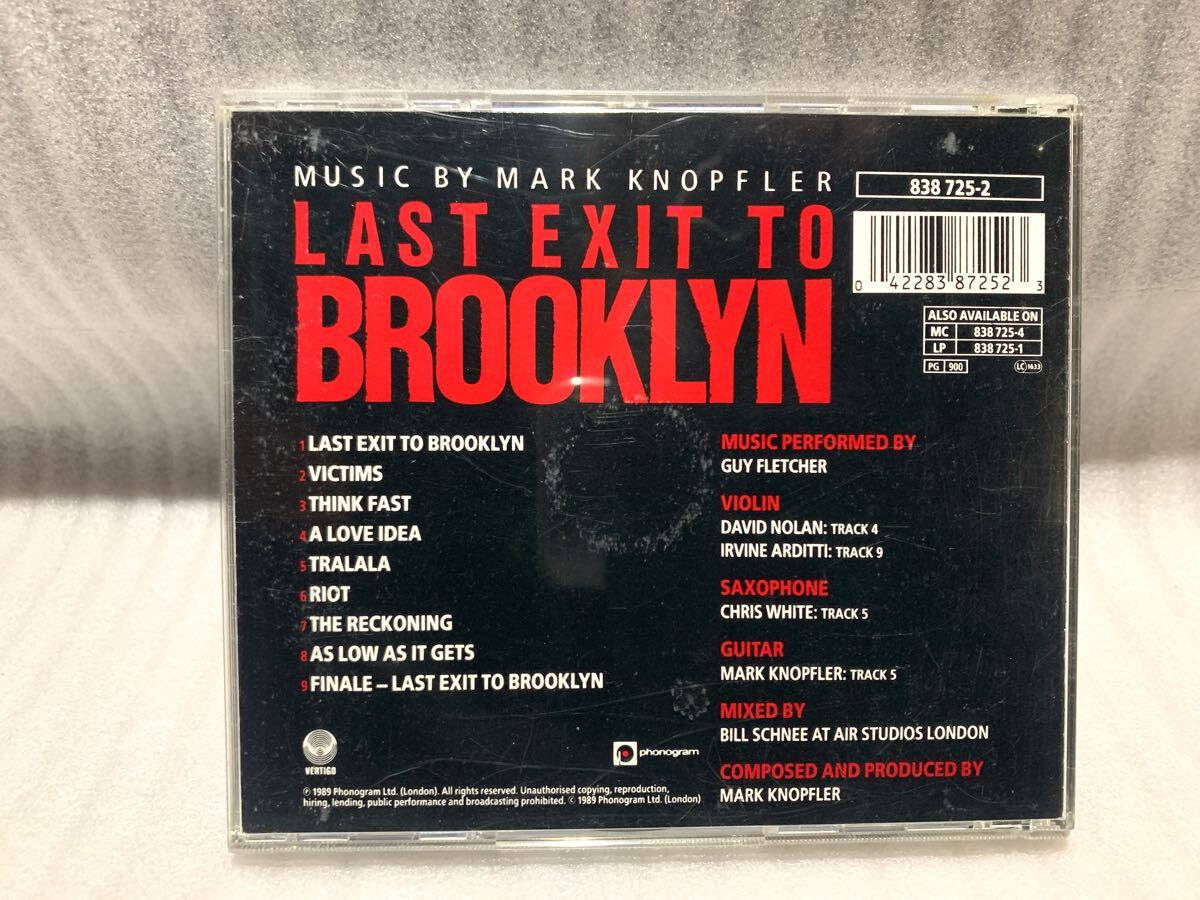 MUSIC BY MARK KNOPFLER
LAST EXIT TO
BROOKLYN
838 725-2
0 42283 87252 3
ALSO AVAILABLE ON
MC 838 725-4
LP 838 725-1
PG 900
LC 1633
1 LAST EXIT TO BROOKLYN
2 VICTIMS
3 THINK FAST
4 A LOVE IDEA
5 TRALALA
6 RIOT
7 THE RECKONING
8 AS LOW AS IT GETS
9 FINALE – LAST EXIT TO BROOKLYN
MUSIC PERFORMED BY
GUY FLETCHER
VIOLIN
DAVID NOLAN: TRACK 4
IRVINE ARDITTI: TRACK 9
SAXOPHONE
CHRIS WHITE: TRACK 5
GUITAR
MARK KNOPFLER: TRACK 5
MIXED BY
BILL SCHNEE AT AIR STUDIOS LONDON
COMPOSED AND PRODUCED BY
MARK KNOPFLER
VERTIGO
phonogram
℗ 1989 Phonogram Ltd. (London). All rights reserved. Unauthorised copying, reproduction,
hiring, lending, public performance and broadcasting prohibited. © 1989 Phonogram Ltd. (London)